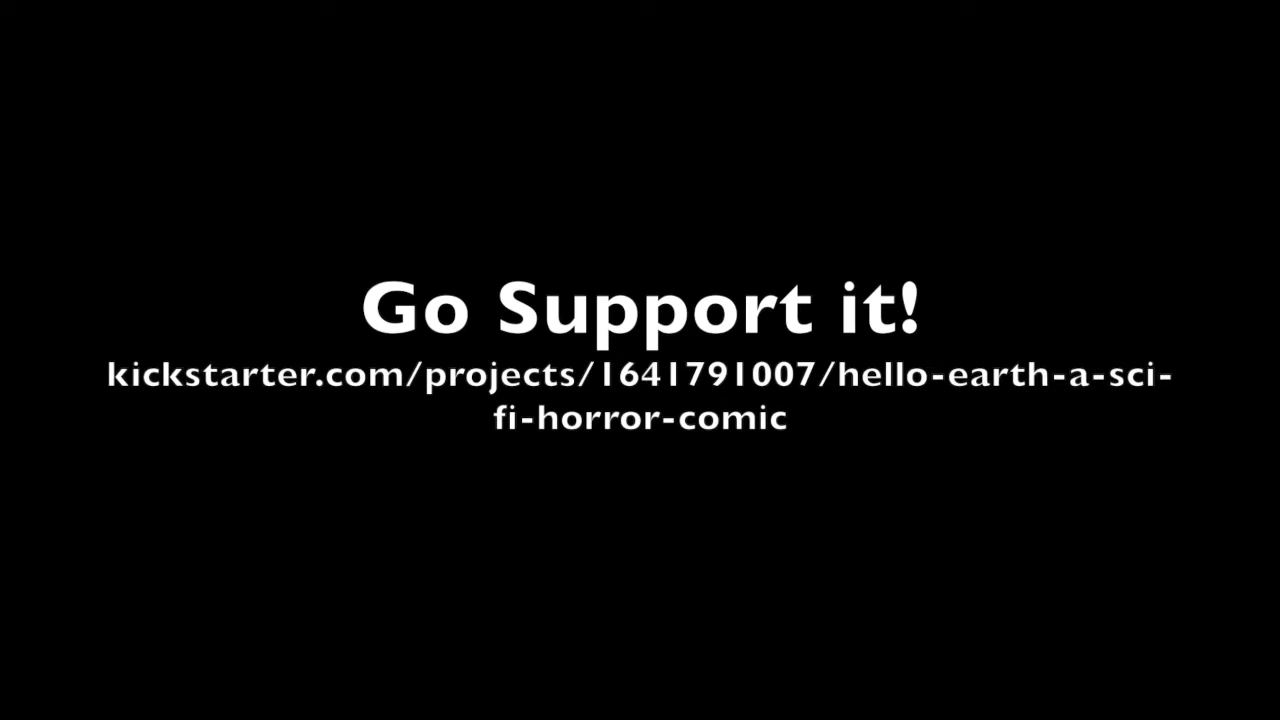 Go Support it!
kickstarter.com/projects/1641791007/hello-earth-a-sci-
fi-horror-comic